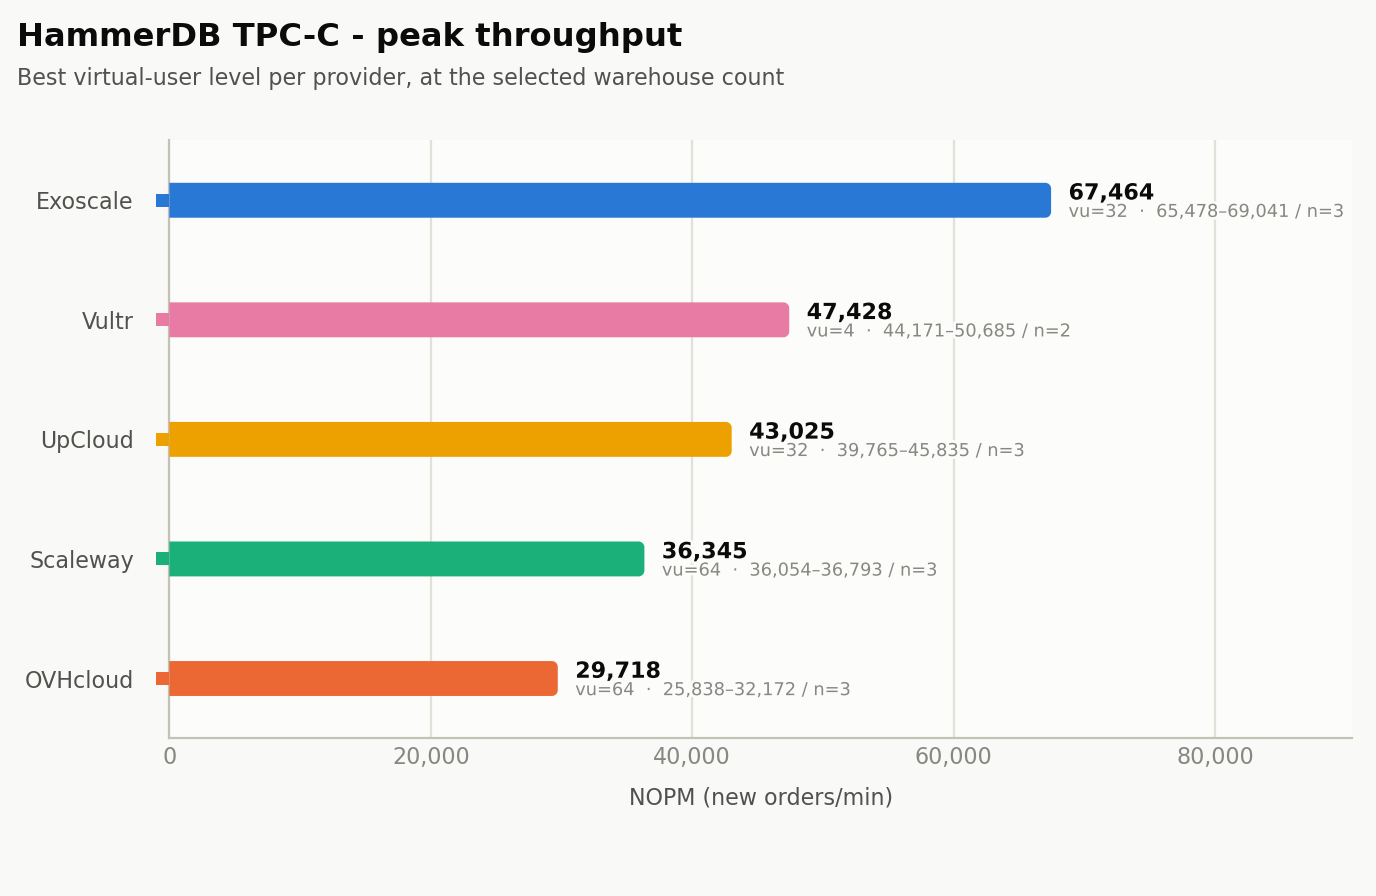 HammerDB TPC-C - peak throughput
Best virtual-user level per provider, at the selected warehouse count
Exoscale
67,464
vu=32 · 65,478–69,041 / n=3
Vultr
47,428
vu=4 · 44,171–50,685 / n=2
UpCloud
43,025
vu=32 · 39,765–45,835 / n=3
Scaleway
36,345
vu=64 · 36,054–36,793 / n=3
OVHcloud
29,718
vu=64 · 25,838–32,172 / n=3
0 20,000 40,000 60,000 80,000
NOPM (new orders/min)